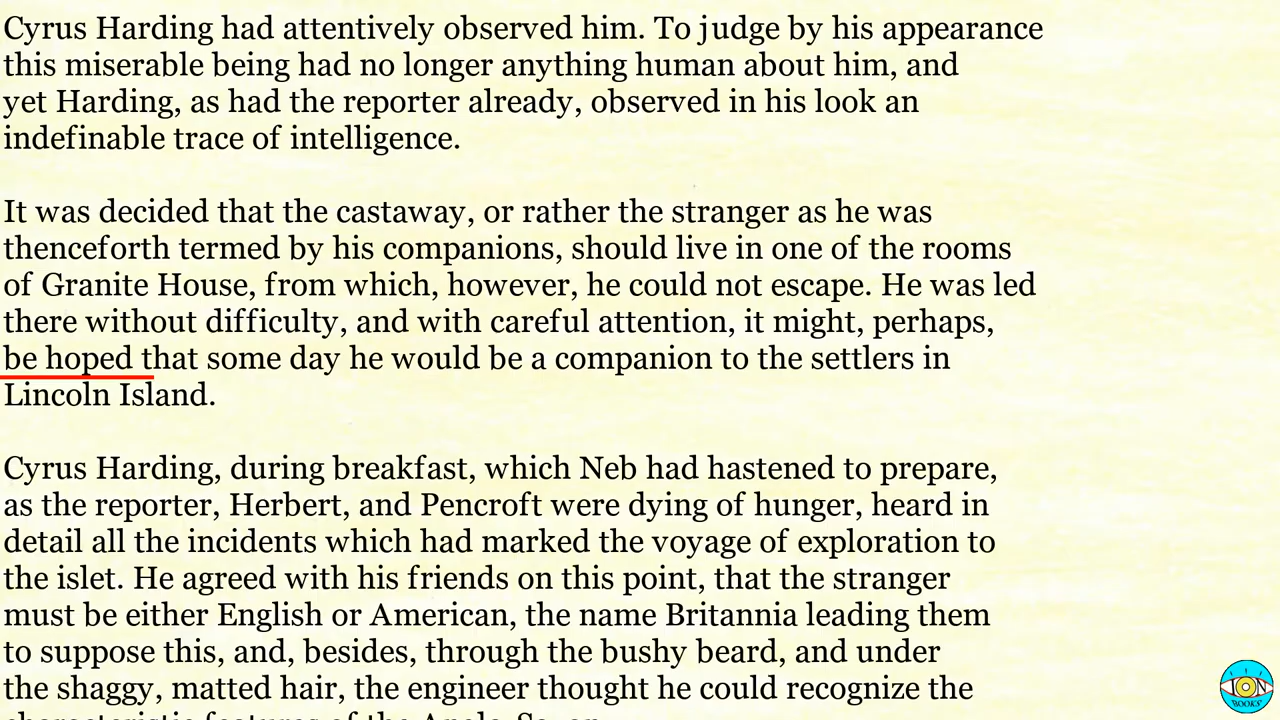 Cyrus Harding had attentively observed him. To judge by his appearance
this miserable being had no longer anything human about him, and
yet Harding, as had the reporter already, observed in his look an
indefinable trace of intelligence.
It was decided that the castaway, or rather the stranger as he was
thenceforth termed by his companions, should live in one of the rooms
of Granite House, from which, however, he could not escape. He was led
there without difficulty, and with careful attention, it might, perhaps,
be hoped that some day he would be a companion to the settlers in
Lincoln Island.
Cyrus Harding, during breakfast, which Neb had hastened to prepare,
as the reporter, Herbert, and Pencroft were dying of hunger, heard in
detail all the incidents which had marked the voyage of exploration to
the islet. He agreed with his friends on this point, that the stranger
must be either English or American, the name Britannia leading them
to suppose this, and, besides, through the bushy beard, and under
the shaggy, matted hair, the engineer thought he could recognize the
characteristic features of the Anglo-Saxon.
ION
BOOKS